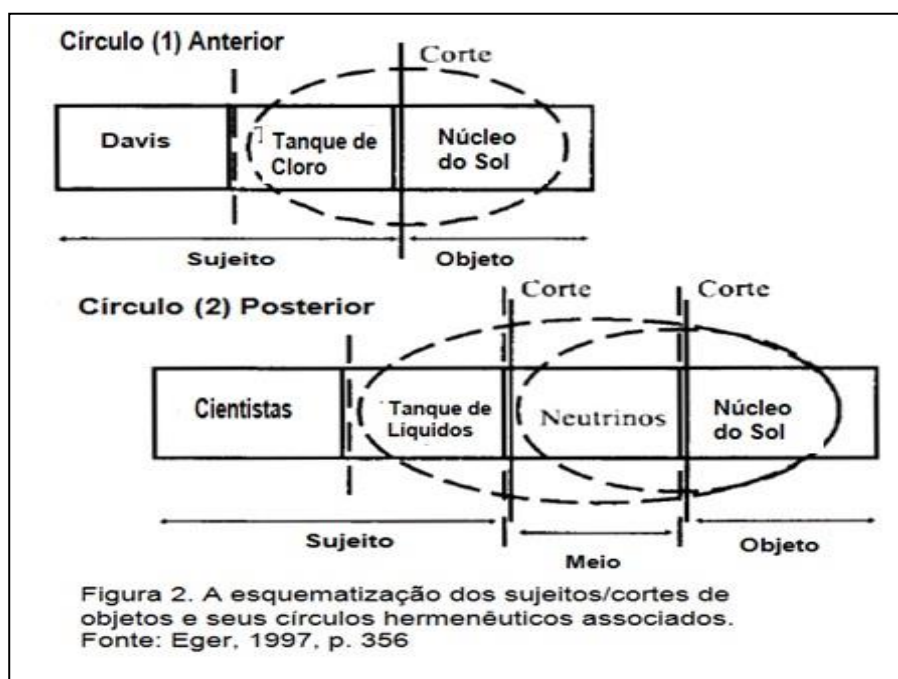 Círculo (1) Anterior
Corte
Davis
Tanque de
Cloro
Núcleo
do Sol
Sujeito
Objeto
Círculo (2) Posterior
Corte
Corte
Cientistas
Tanque de
Liquidos
Neutrinos
Núcleo
do Sol
Sujeito
Meio
Objeto
Figura 2. A esquematização dos sujeitos/cortes de
objetos e seus círculos hermenêuticos associados.
Fonte: Eger, 1997, p. 356